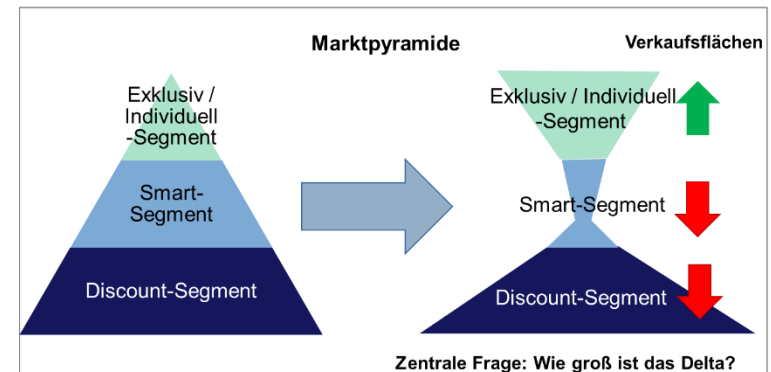 Marktpyramide
Verkaufsflächen
Exklusiv /
Individuell
-Segment
Smart-
Segment
Discount-Segment
Exklusiv / Individuell
-Segment
Smart-Segment
Discount-Segment
Zentrale Frage: Wie groß ist das Delta?